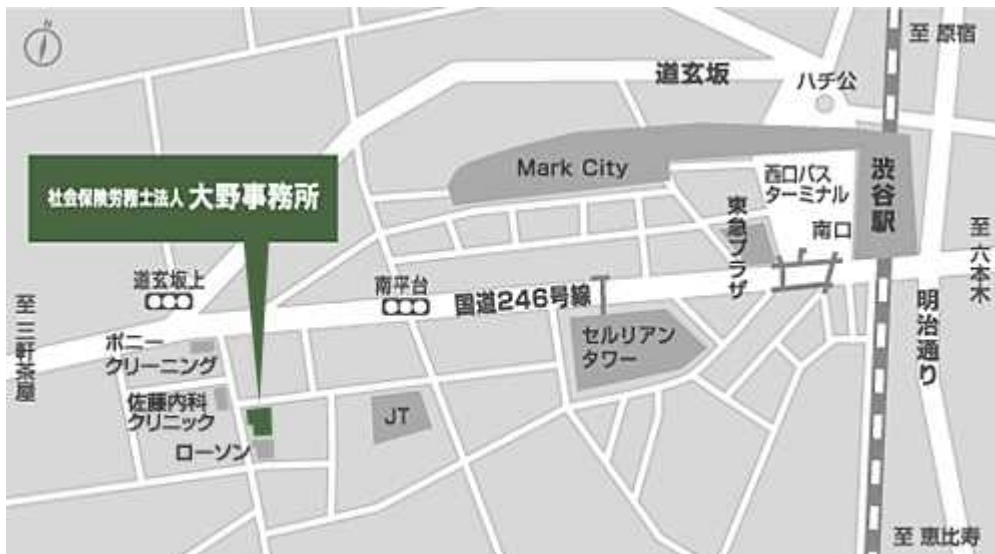 N
至 原宿
道玄坂
ハチ公
Mark City
西口バス
ターミナル
渋谷駅
社会保険労務士法人 大野事務所
東急プラザ
南口
至 六本木
道玄坂上
南平台
国道246号線
至 三軒茶屋
明治通り
ポニー
クリーニング
セルリアン
タワー
佐藤内科
クリニック
JT
ローソン
至 恵比寿